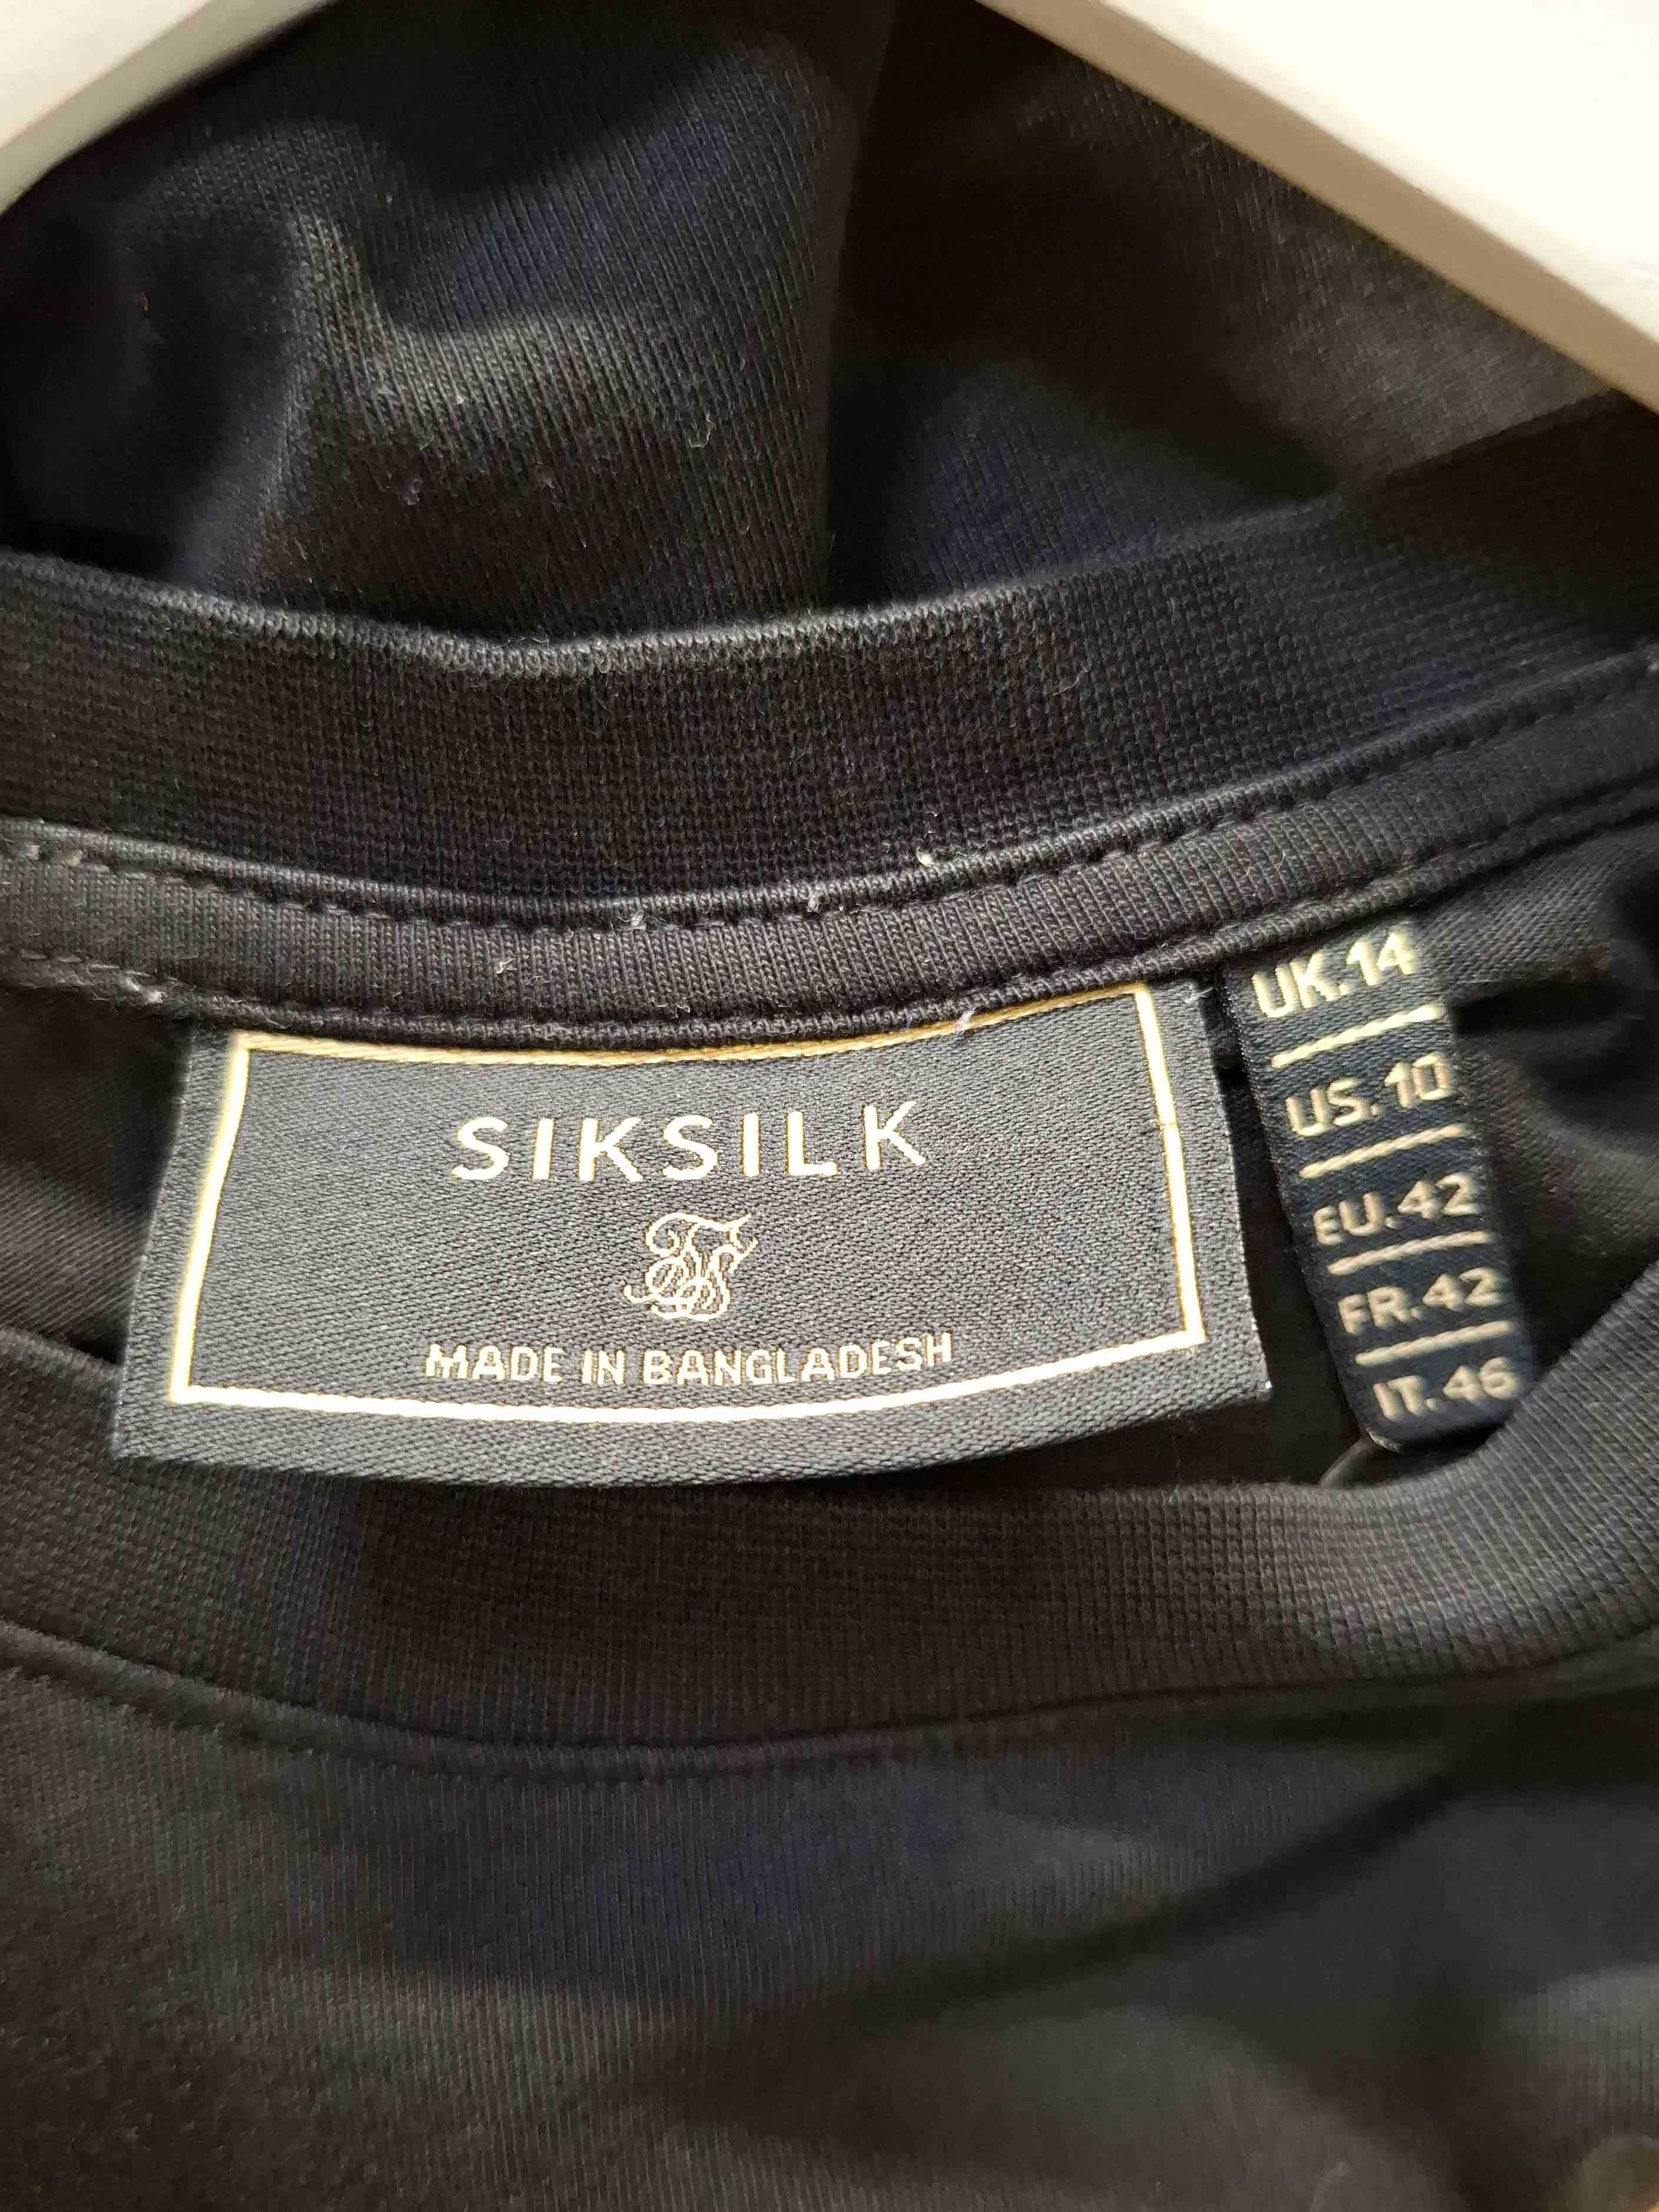 SIKSILK
MADE IN BANGLADESH
UK.14
US.10
EU.42
FR.42
IT.46